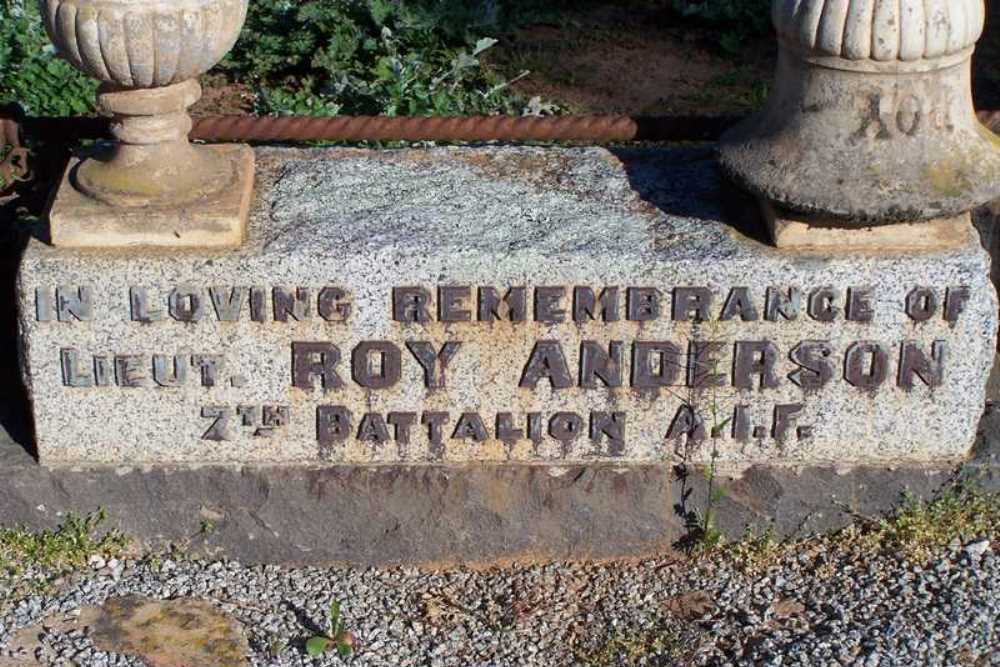 IN LOVING REMEMBRANCE OF
LIEUT. ROY ANDERSON
7TH BATTALION A.I.F.